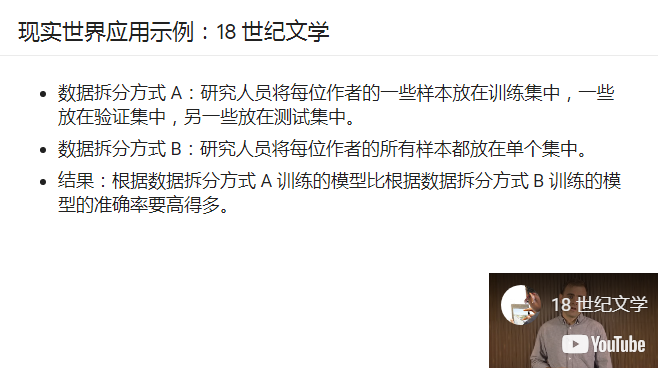 现实世界应用示例：18 世纪文学
• 数据拆分方式 A：研究人员将每位作者的一些样本放在训练集中，一些
放在验证集中，另一些放在测试集中。
• 数据拆分方式 B：研究人员将每位作者的所有样本都放在单个集中。
• 结果：根据数据拆分方式 A 训练的模型比根据数据拆分方式 B 训练的模
型的准确率要高得多。
18 世纪文学
YouTube